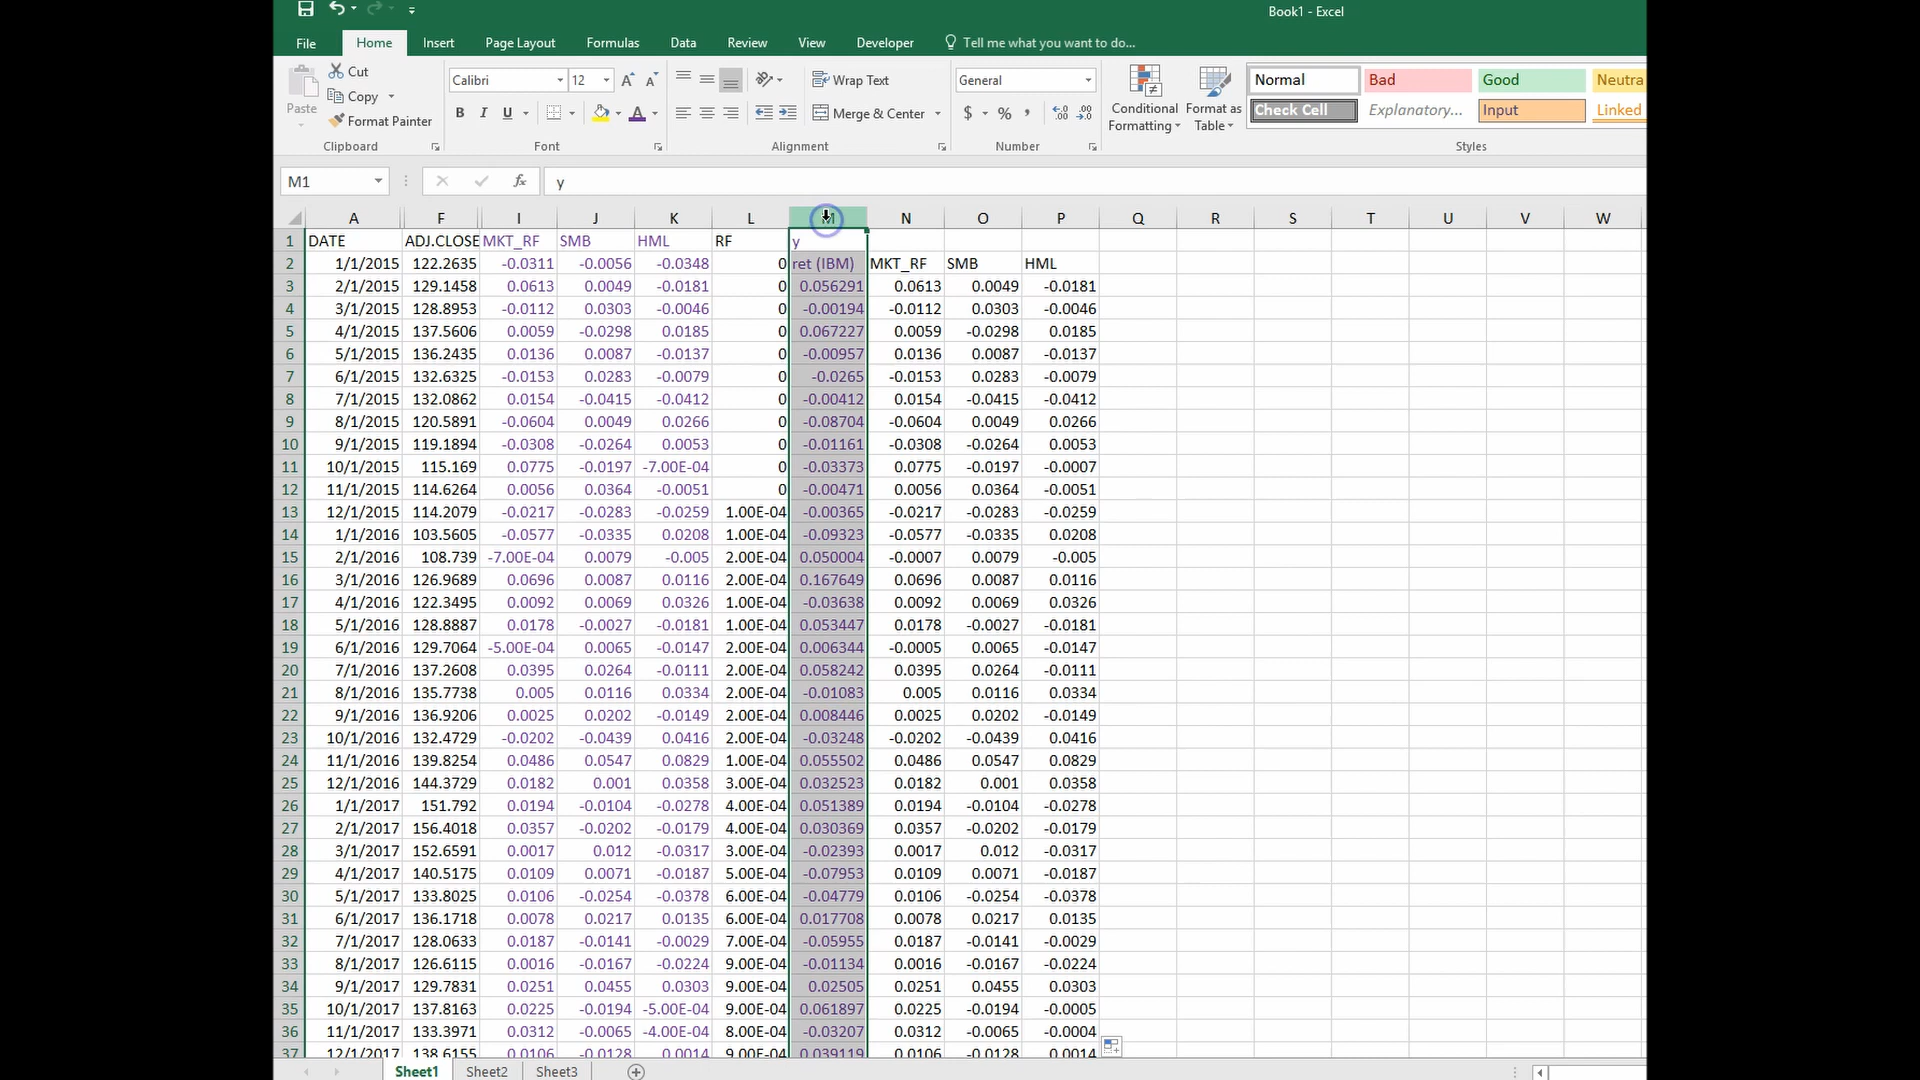 Book1 - Excel
File Home Insert Page Layout Formulas Data Review View Developer Tell me what you want to do...
Cut
Copy
Format Painter
Paste
Calibri 12
B I U
Wrap Text
Merge & Center
General
$ % ,
Conditional Formatting
Format as Table
Normal Bad Good Neutra
Check Cell Explanatory... Input Linked
Clipboard Font Alignment Number Styles
M1 fx y
A F I J K L M N O P Q R S T U V W
1 DATE ADJ.CLOSE MKT_RF SMB HML RF y
2 1/1/2015 122.2635 -0.0311 -0.0056 -0.0348 0 ret (IBM) MKT_RF SMB HML
3 2/1/2015 129.1458 0.0613 0.0049 -0.0181 0 0.056291 0.0613 0.0049 -0.0181
4 3/1/2015 128.8953 -0.0112 0.0303 -0.0046 0 -0.00194 -0.0112 0.0303 -0.0046
5 4/1/2015 137.5606 0.0059 -0.0298 0.0185 0 0.067227 0.0059 -0.0298 0.0185
6 5/1/2015 136.2435 0.0136 0.0087 -0.0137 0 -0.00957 0.0136 0.0087 -0.0137
7 6/1/2015 132.6325 -0.0153 0.0283 -0.0079 0 -0.0265 -0.0153 0.0283 -0.0079
8 7/1/2015 132.0862 0.0154 -0.0415 -0.0412 0 -0.00412 0.0154 -0.0415 -0.0412
9 8/1/2015 120.5891 -0.0604 0.0049 0.0266 0 -0.08704 -0.0604 0.0049 0.0266
10 9/1/2015 119.1894 -0.0308 -0.0264 0.0053 0 -0.01161 -0.0308 -0.0264 0.0053
11 10/1/2015 115.169 0.0775 -0.0197 -7.00E-04 0 -0.03373 0.0775 -0.0197 -0.0007
12 11/1/2015 114.6264 0.0056 0.0364 -0.0051 0 -0.00471 0.0056 0.0364 -0.0051
13 12/1/2015 114.2079 -0.0217 -0.0283 -0.0259 1.00E-04 -0.00365 -0.0217 -0.0283 -0.0259
14 1/1/2016 103.5605 -0.0577 -0.0335 0.0208 1.00E-04 -0.09323 -0.0577 -0.0335 0.0208
15 2/1/2016 108.739 -7.00E-04 0.0079 -0.005 2.00E-04 0.050004 -0.0007 0.0079 -0.005
16 3/1/2016 126.9689 0.0696 0.0087 0.0116 2.00E-04 0.167649 0.0696 0.0087 0.0116
17 4/1/2016 122.3495 0.0092 0.0069 0.0326 1.00E-04 -0.03638 0.0092 0.0069 0.0326
18 5/1/2016 128.8887 0.0178 -0.0027 -0.0181 1.00E-04 0.053447 0.0178 -0.0027 -0.0181
19 6/1/2016 129.7064 -5.00E-04 0.0065 -0.0147 2.00E-04 0.006344 -0.0005 0.0065 -0.0147
20 7/1/2016 137.2608 0.0395 0.0264 -0.0111 2.00E-04 0.058242 0.0395 0.0264 -0.0111
21 8/1/2016 135.7738 0.005 0.0116 0.0334 2.00E-04 -0.01083 0.005 0.0116 0.0334
22 9/1/2016 136.9206 0.0025 0.0202 -0.0149 2.00E-04 0.008446 0.0025 0.0202 -0.0149
23 10/1/2016 132.4729 -0.0202 -0.0439 0.0416 2.00E-04 -0.03248 -0.0202 -0.0439 0.0416
24 11/1/2016 139.8254 0.0486 0.0547 0.0829 1.00E-04 0.055502 0.0486 0.0547 0.0829
25 12/1/2016 144.3729 0.0182 0.001 0.0358 3.00E-04 0.032523 0.0182 0.001 0.0358
26 1/1/2017 151.792 0.0194 -0.0104 -0.0278 4.00E-04 0.051389 0.0194 -0.0104 -0.0278
27 2/1/2017 156.4018 0.0357 -0.0202 -0.0179 4.00E-04 0.030369 0.0357 -0.0202 -0.0179
28 3/1/2017 152.6591 0.0017 0.012 -0.0317 3.00E-04 -0.02393 0.0017 0.012 -0.0317
29 4/1/2017 140.5175 0.0109 0.0071 -0.0187 5.00E-04 -0.07953 0.0109 0.0071 -0.0187
30 5/1/2017 133.8025 0.0106 -0.0254 -0.0378 6.00E-04 -0.04779 0.0106 -0.0254 -0.0378
31 6/1/2017 136.1718 0.0078 0.0217 0.0135 6.00E-04 0.017708 0.0078 0.0217 0.0135
32 7/1/2017 128.0633 0.0187 -0.0141 -0.0029 7.00E-04 -0.05955 0.0187 -0.0141 -0.0029
33 8/1/2017 126.6115 0.0016 -0.0167 -0.0224 9.00E-04 -0.01134 0.0016 -0.0167 -0.0224
34 9/1/2017 129.7831 0.0251 0.0455 0.0303 9.00E-04 0.02505 0.0251 0.0455 0.0303
35 10/1/2017 137.8163 0.0225 -0.0194 -5.00E-04 9.00E-04 0.061897 0.0225 -0.0194 -0.0005
36 11/1/2017 133.3971 0.0312 -0.0065 -4.00E-04 8.00E-04 -0.03207 0.0312 -0.0065 -0.0004
37 12/1/2017 138.6155 0.0106 -0.0128 0.0014 9.00E-04 0.039119 0.0106 -0.0128 0.0014
Sheet1 Sheet2 Sheet3